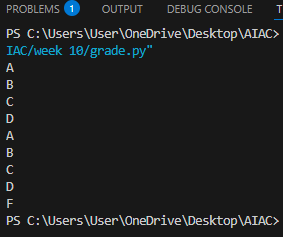 PROBLEMS 1 OUTPUT DEBUG CONSOLE
PS C:\Users\User\OneDrive\Desktop\AIAC>
IAC/week 10/grade.py"
A
B
C
D
A
B
C
D
F
PS C:\Users\User\OneDrive\Desktop\AIAC>